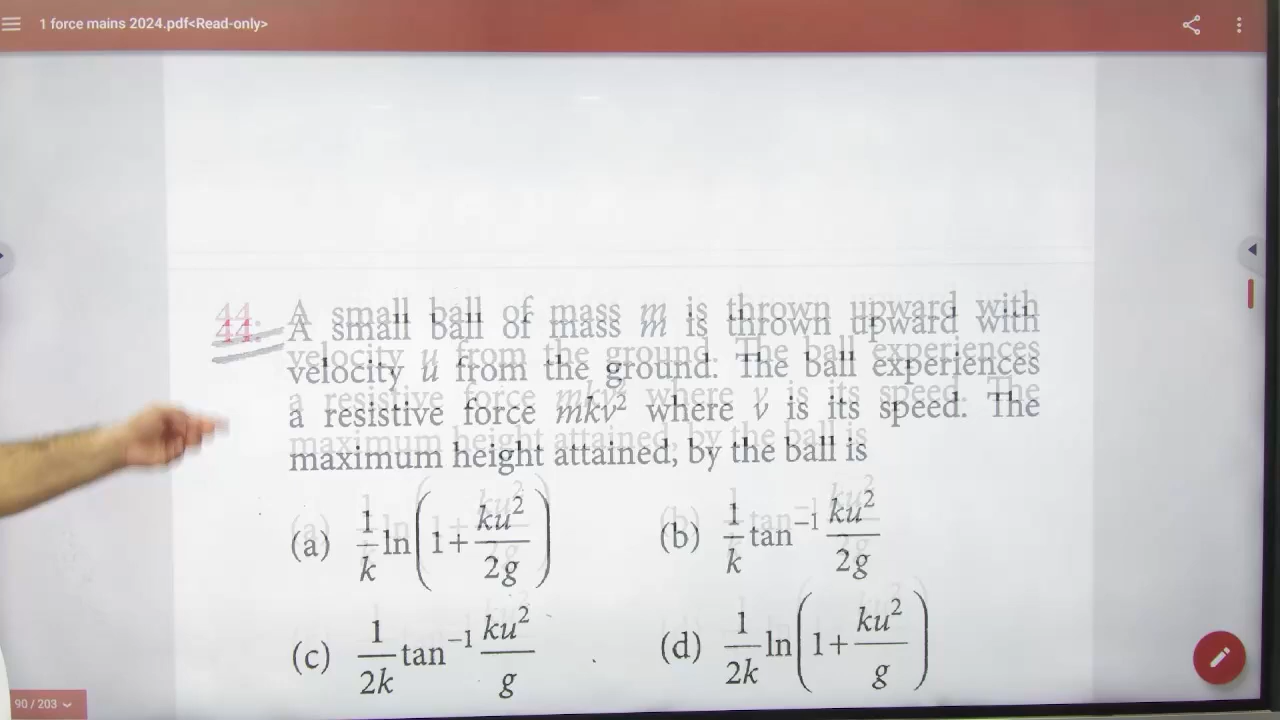 1 force mains 2024.pdf<Read-only>
44. A small ball of mass m is thrown upward with
velocity u from the ground. The ball experiences
a resistive force mkv² where v is its speed. The
maximum height attained, by the ball is
(a) 1/k ln(1+ku²/2g) (b) 1/k tan⁻¹ ku²/2g
(c) 1/2k tan⁻¹ ku²/g (d) 1/2k ln(1+ku²/g)
90 / 203